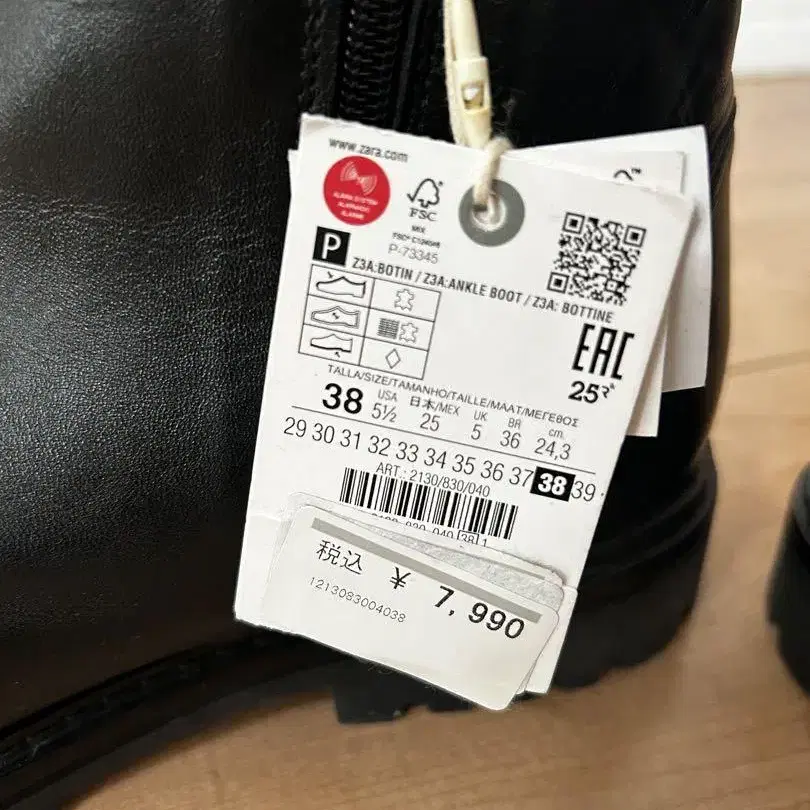 www.zara.com
ALARM SYSTEM
FSC
MIX
P-73345
P
Z3A:BOTIN / Z3A:ANKLE BOOT / Z3A: BOTTINE
EAC
TALLA/SIZE/TAMANHO/TAILLE/MAAT/ΜΕΓΕΘΟΣ
38 USA 5½ 日本/MEX 25 UK 5 BR 36 cm. 24,3
29 30 31 32 33 34 35 36 37 38 39
ART.: 2130/830/040
税込 ¥ 7,990
1213083004038